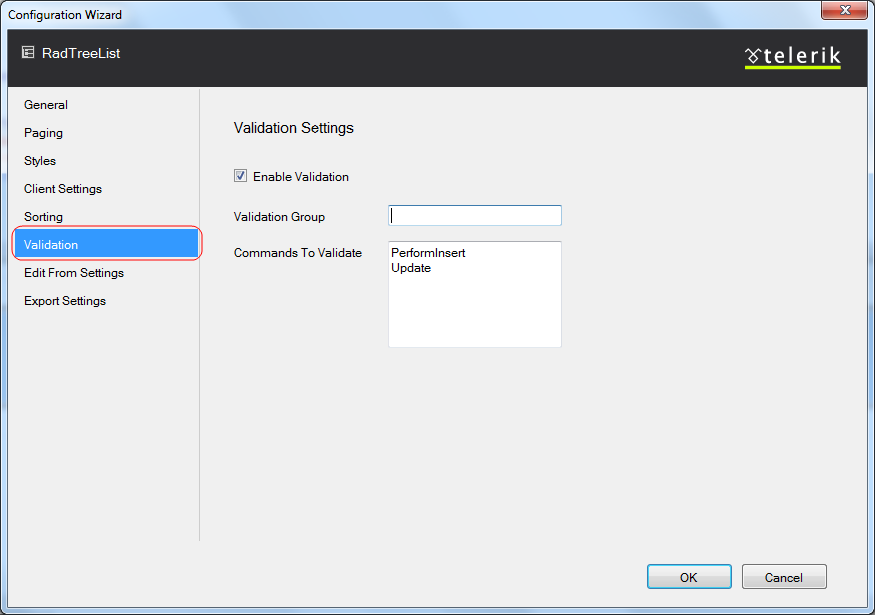 Configuration Wizard
RadTreeList
telerik
General
Paging
Styles
Client Settings
Sorting
Validation
Edit From Settings
Export Settings
Validation Settings
Enable Validation
Validation Group
Commands To Validate
PerformInsert
Update
OK
Cancel